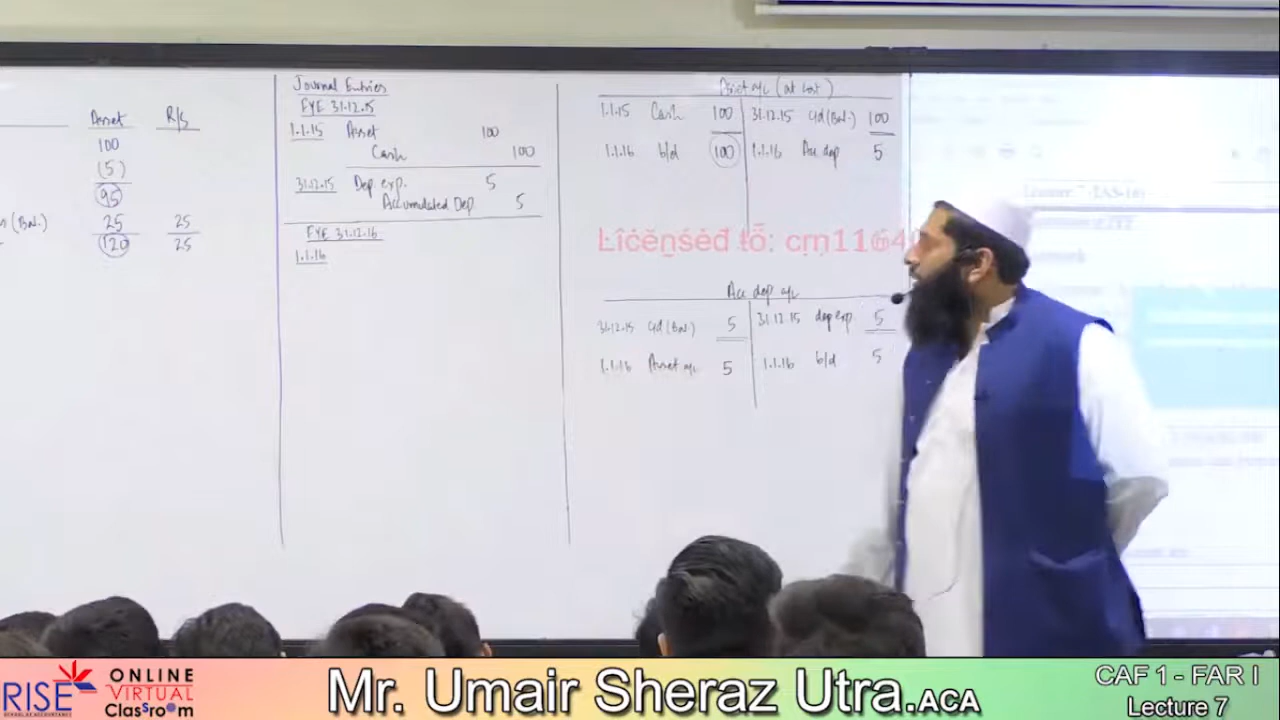 Asset R/S
100
(5)
95
(Bal.) 25 25
120 25
Journal Entries
FYE 31.12.15
1.1.15 Asset 100
Cash 100
31.12.15 Dep exp. 5
Accumulated Dep 5
FYE 31.12.16
1.1.16
Asset a/c (at cost)
1.1.15 Cash 100 31.12.15 c/d (Bal.) 100
1.1.16 b/d 100 1.1.16 Acc dep 5
Acc dep a/c
31.12.15 c/d (Bal.) 5 31.12.15 dep exp. 5
1.1.16 Asset a/c 5 1.1.16 b/d 5
RISE
ONLINE
VIRTUAL
Classroom
Mr. Umair Sheraz Utra.ACA
CAF 1 - FAR I
Lecture 7